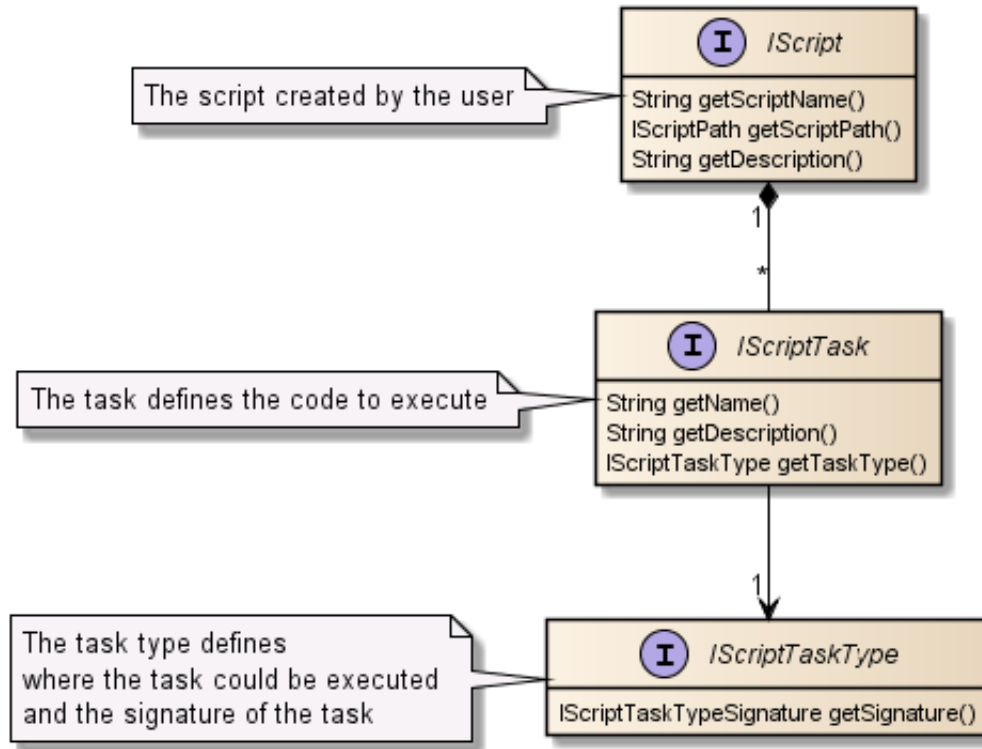 I IScript
The script created by the user
String getScriptName()
IScriptPath getScriptPath()
String getDescription()
1
*
I IScriptTask
The task defines the code to execute
String getName()
String getDescription()
IScriptTaskType getTaskType()
1
The task type defines
where the task could be executed
and the signature of the task
I IScriptTaskType
IScriptTaskTypeSignature getSignature()